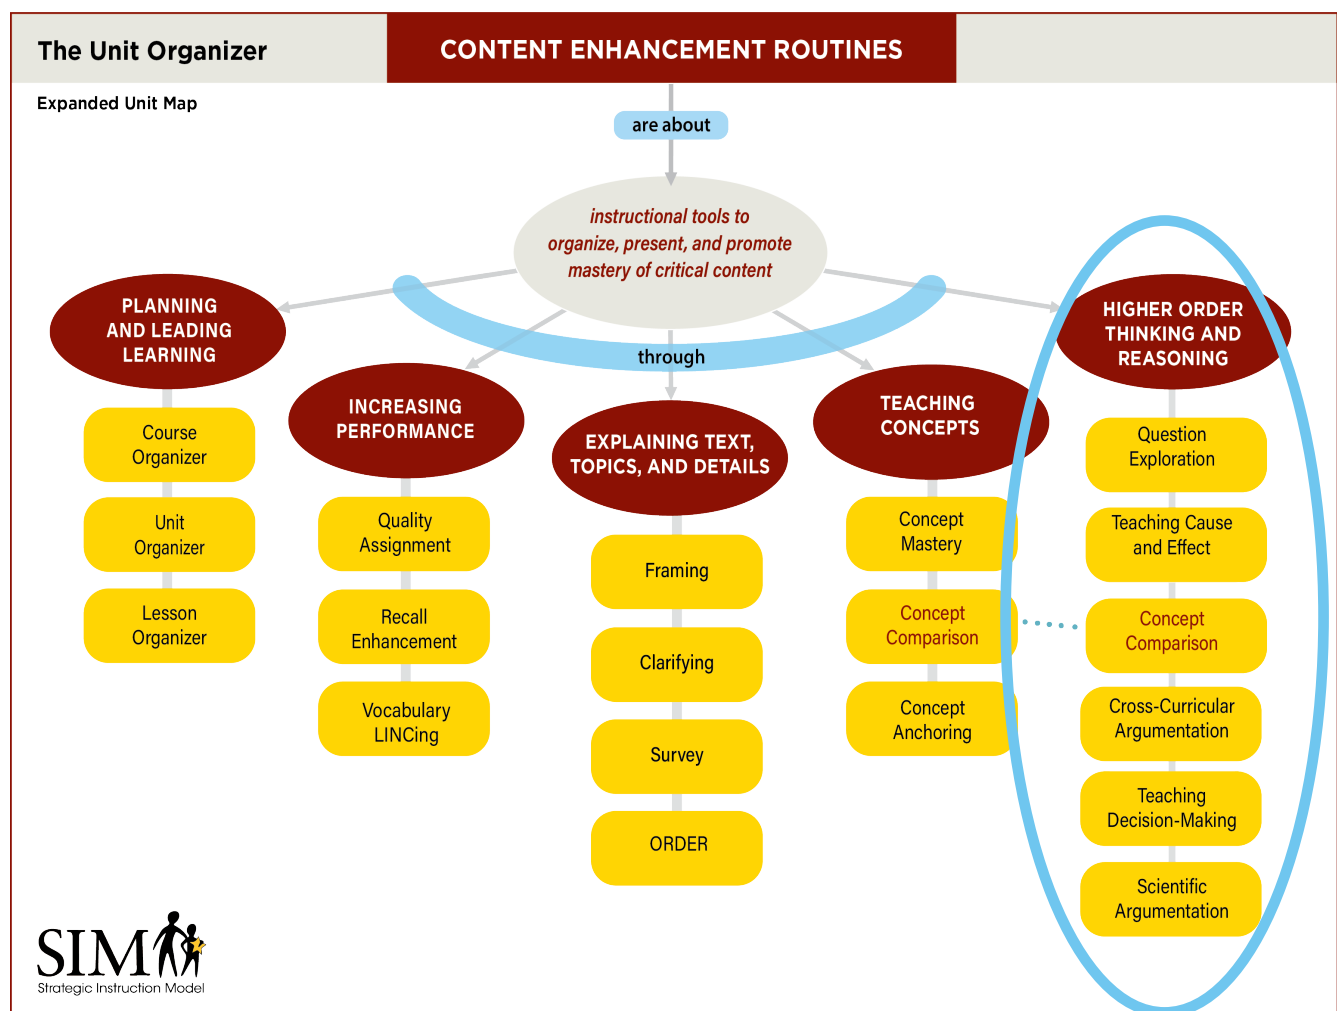 The Unit Organizer
CONTENT ENHANCEMENT ROUTINES
Expanded Unit Map
are about
instructional tools to
organize, present, and promote
mastery of critical content
through
PLANNING
AND LEADING
LEARNING
Course
Organizer
Unit
Organizer
Lesson
Organizer
INCREASING
PERFORMANCE
Quality
Assignment
Recall
Enhancement
Vocabulary
LINCing
EXPLAINING TEXT,
TOPICS, AND DETAILS
Framing
Clarifying
Survey
ORDER
TEACHING
CONCEPTS
Concept
Mastery
Concept
Comparison
Concept
Anchoring
HIGHER ORDER
THINKING AND
REASONING
Question
Exploration
Teaching Cause
and Effect
Concept
Comparison
Cross-Curricular
Argumentation
Teaching
Decision-Making
Scientific
Argumentation
SIM
Strategic Instruction Model